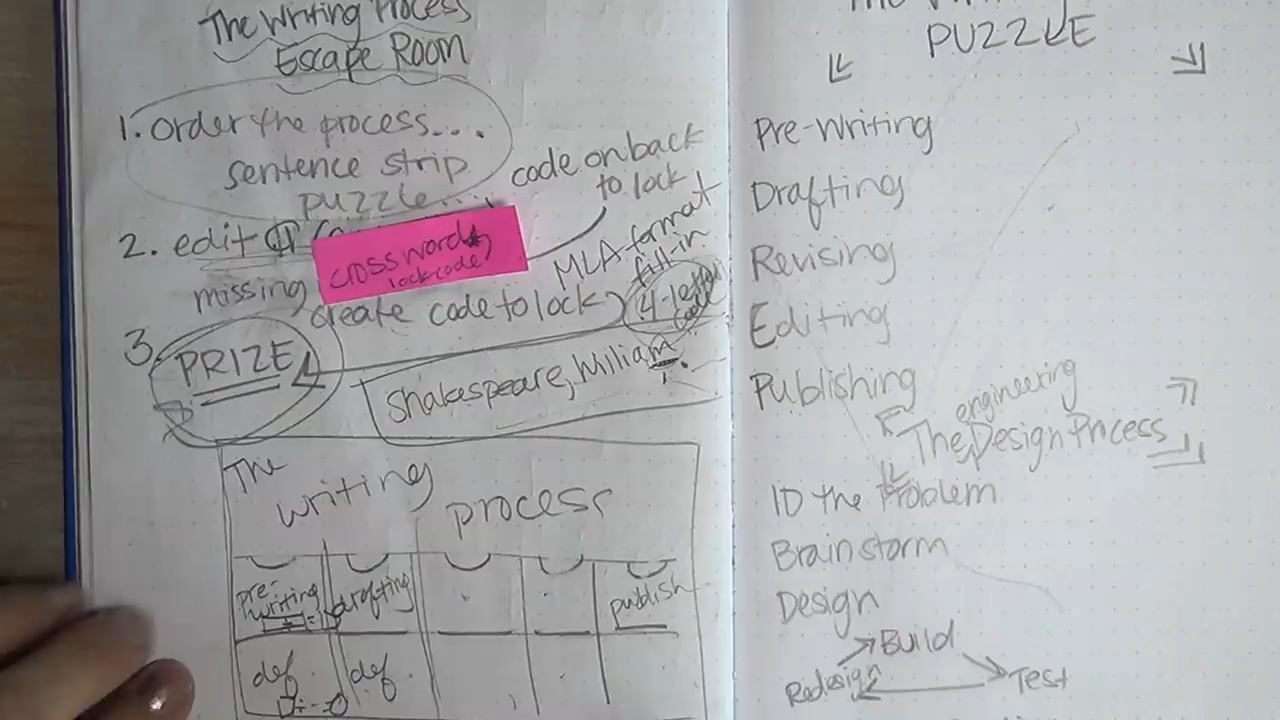 The Writing Process
Escape Room
1. Order the process....
sentence strip
puzzle....
code on back
to lock
2. edit
crosswords
lock code
missing
create code to lock
MLA format
fill-in
4-letter
code
3. PRIZE
Shakespeare, William.
The
writing
process
pre-
writing
drafting
publish
def
def
PUZZLE
Pre-Writing
Drafting
Revising
Editing
Publishing
engineering
The Design Process
ID the Problem
Brainstorm
Design
Build
Redesign
Test